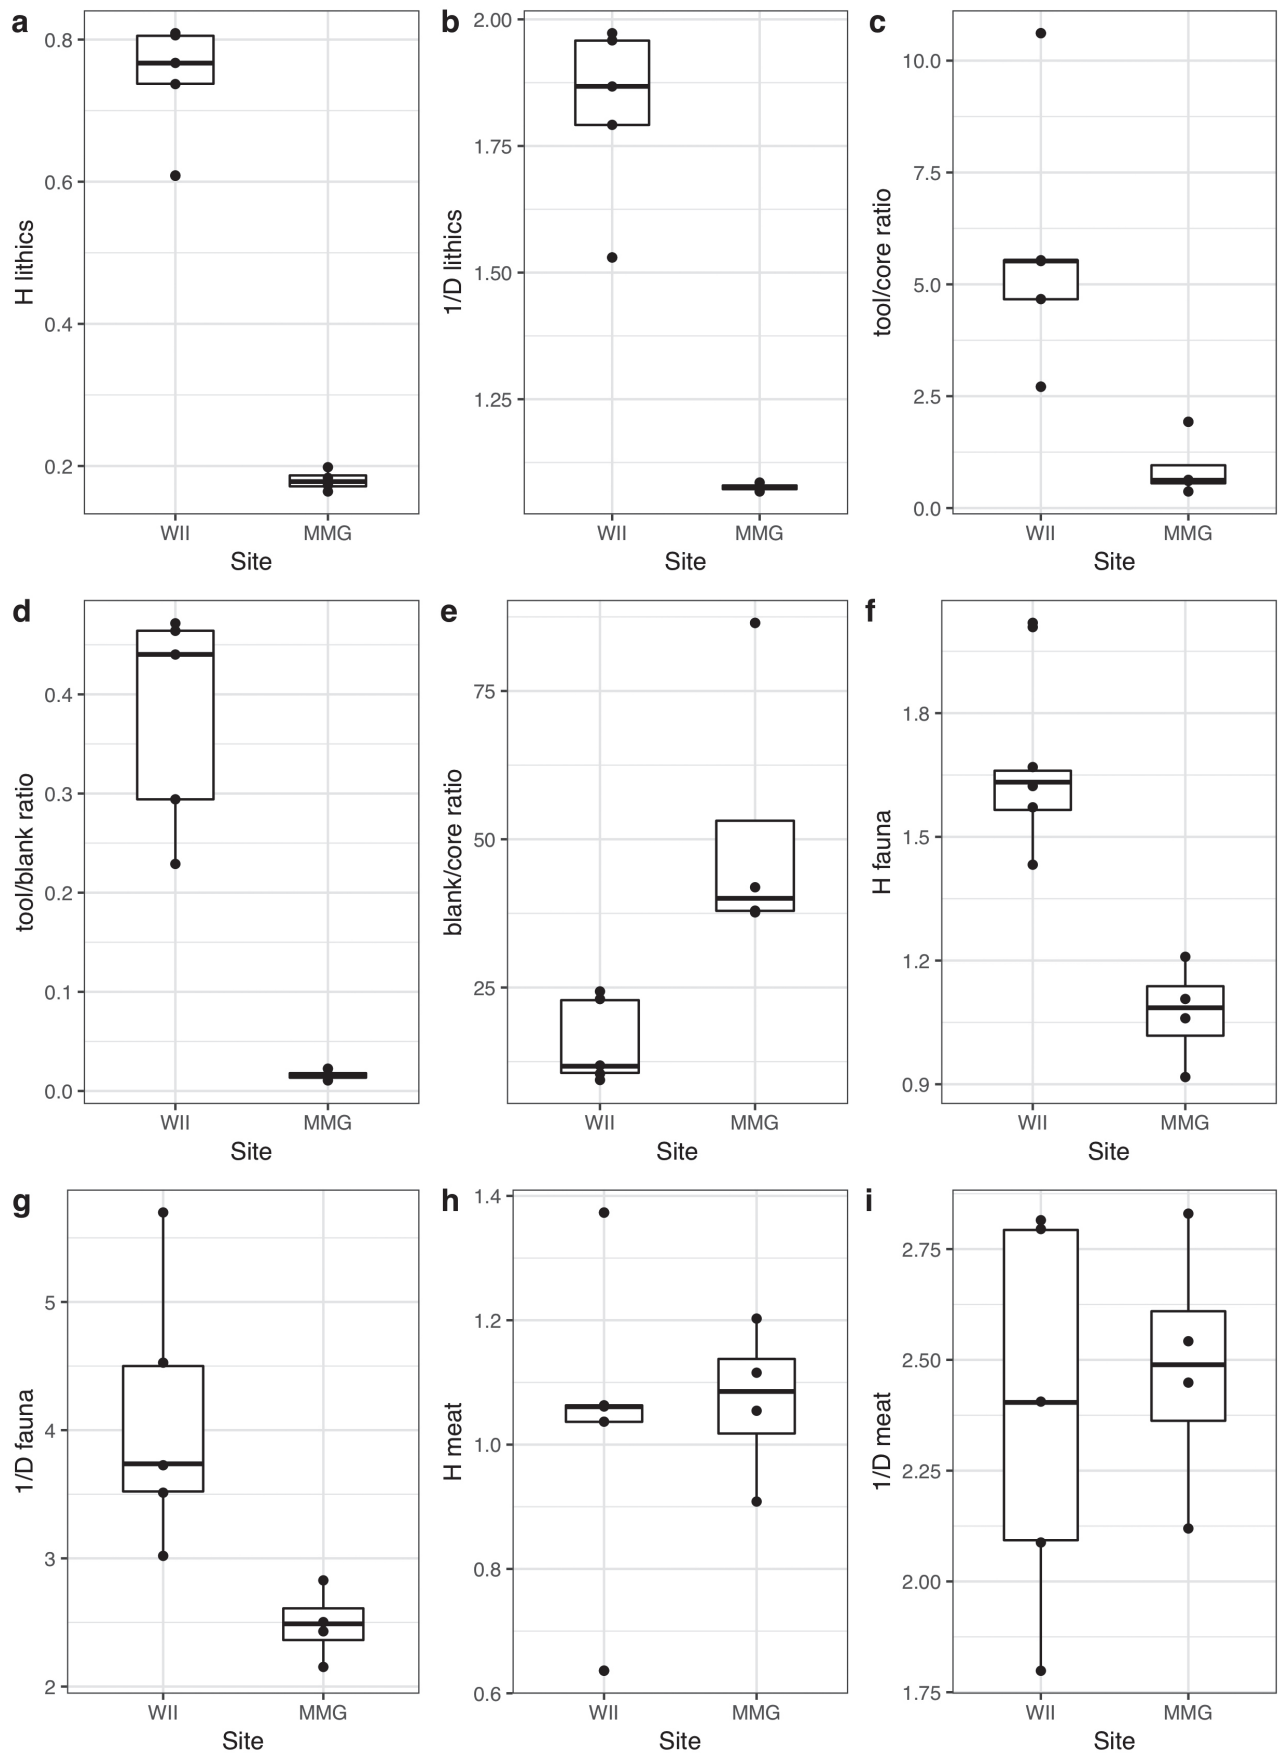 a
0.8
0.6
0.4
0.2
H lithics
WII MMG
Site
b
2.00
1.75
1.50
1.25
1/D lithics
WII MMG
Site
c
10.0
7.5
5.0
2.5
0.0
tool/core ratio
WII MMG
Site
d
0.4
0.3
0.2
0.1
0.0
tool/blank ratio
WII MMG
Site
e
75
50
25
blank/core ratio
WII MMG
Site
f
1.8
1.5
1.2
0.9
H fauna
WII MMG
Site
g
5
4
3
2
1/D fauna
WII MMG
Site
h
1.4
1.2
1.0
0.8
0.6
H meat
WII MMG
Site
i
2.75
2.50
2.25
2.00
1.75
1/D meat
WII MMG
Site